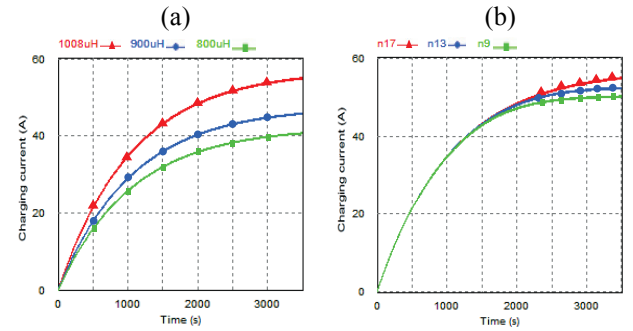 (a)
1008uH 900uH 800uH
60
40
20
0
Charging current (A)
0 1000 2000 3000
Time (s)
(b)
n17 n13 n9
60
40
20
0
Charging current (A)
0 1000 2000 3000
Time (s)